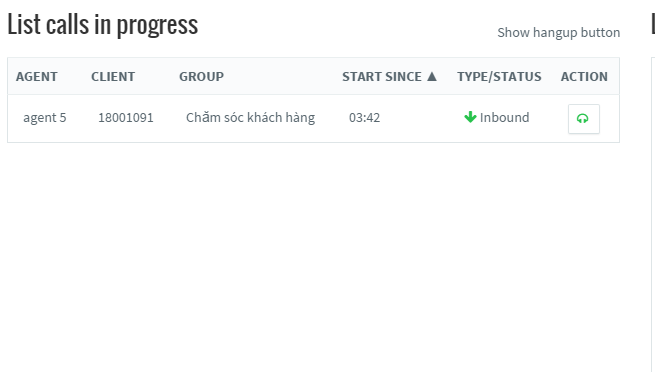 List calls in progress
Show hangup button
AGENT CLIENT GROUP START SINCE ▲ TYPE/STATUS ACTION
agent 5 18001091 Chăm sóc khách hàng 03:42 Inbound